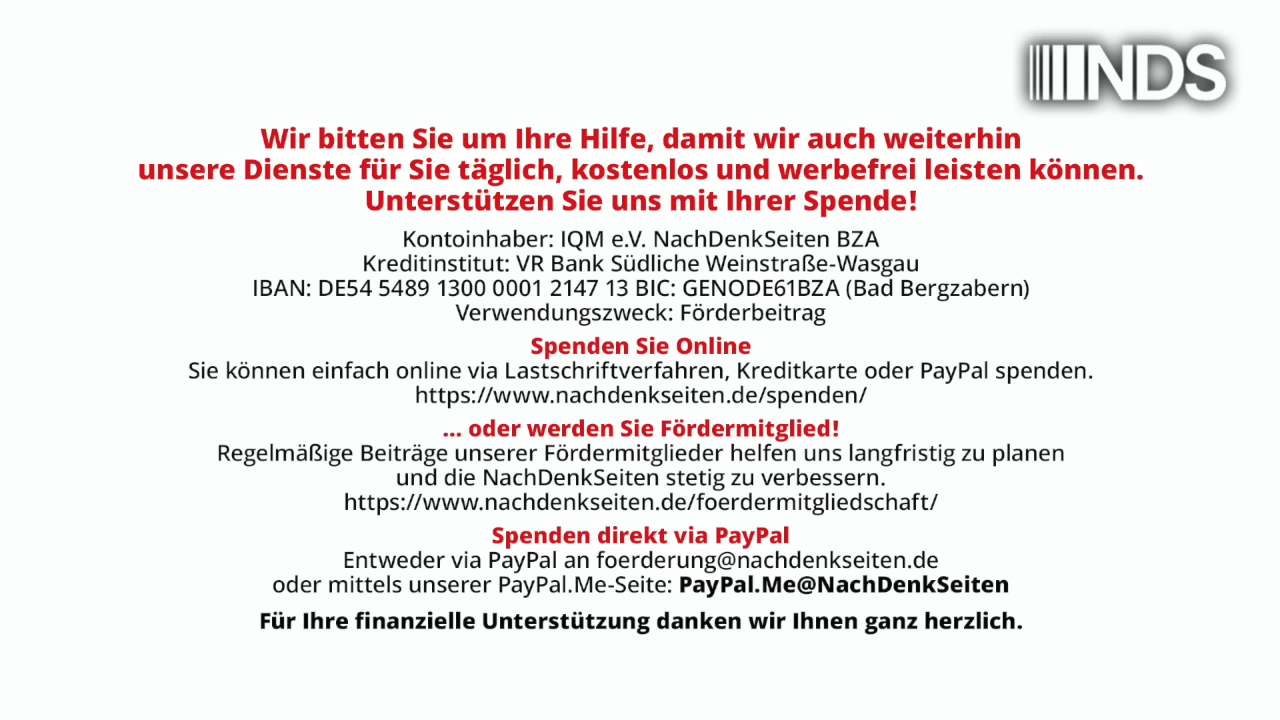 NDS
Wir bitten Sie um Ihre Hilfe, damit wir auch weiterhin
unsere Dienste für Sie täglich, kostenlos und werbefrei leisten können.
Unterstützen Sie uns mit Ihrer Spende!
Kontoinhaber: IQM e.V. NachDenkSeiten BZA
Kreditinstitut: VR Bank Südliche Weinstraße-Wasgau
IBAN: DE54 5489 1300 0001 2147 13 BIC: GENODE61BZA (Bad Bergzabern)
Verwendungszweck: Förderbeitrag
Spenden Sie Online
Sie können einfach online via Lastschriftverfahren, Kreditkarte oder PayPal spenden.
https://www.nachdenkseiten.de/spenden/
... oder werden Sie Fördermitglied!
Regelmäßige Beiträge unserer Fördermitglieder helfen uns langfristig zu planen
und die NachDenkSeiten stetig zu verbessern.
https://www.nachdenkseiten.de/foerdermitgliedschaft/
Spenden direkt via PayPal
Entweder via PayPal an foerderung@nachdenkseiten.de
oder mittels unserer PayPal.Me-Seite: PayPal.Me@NachDenkSeiten
Für Ihre finanzielle Unterstützung danken wir Ihnen ganz herzlich.